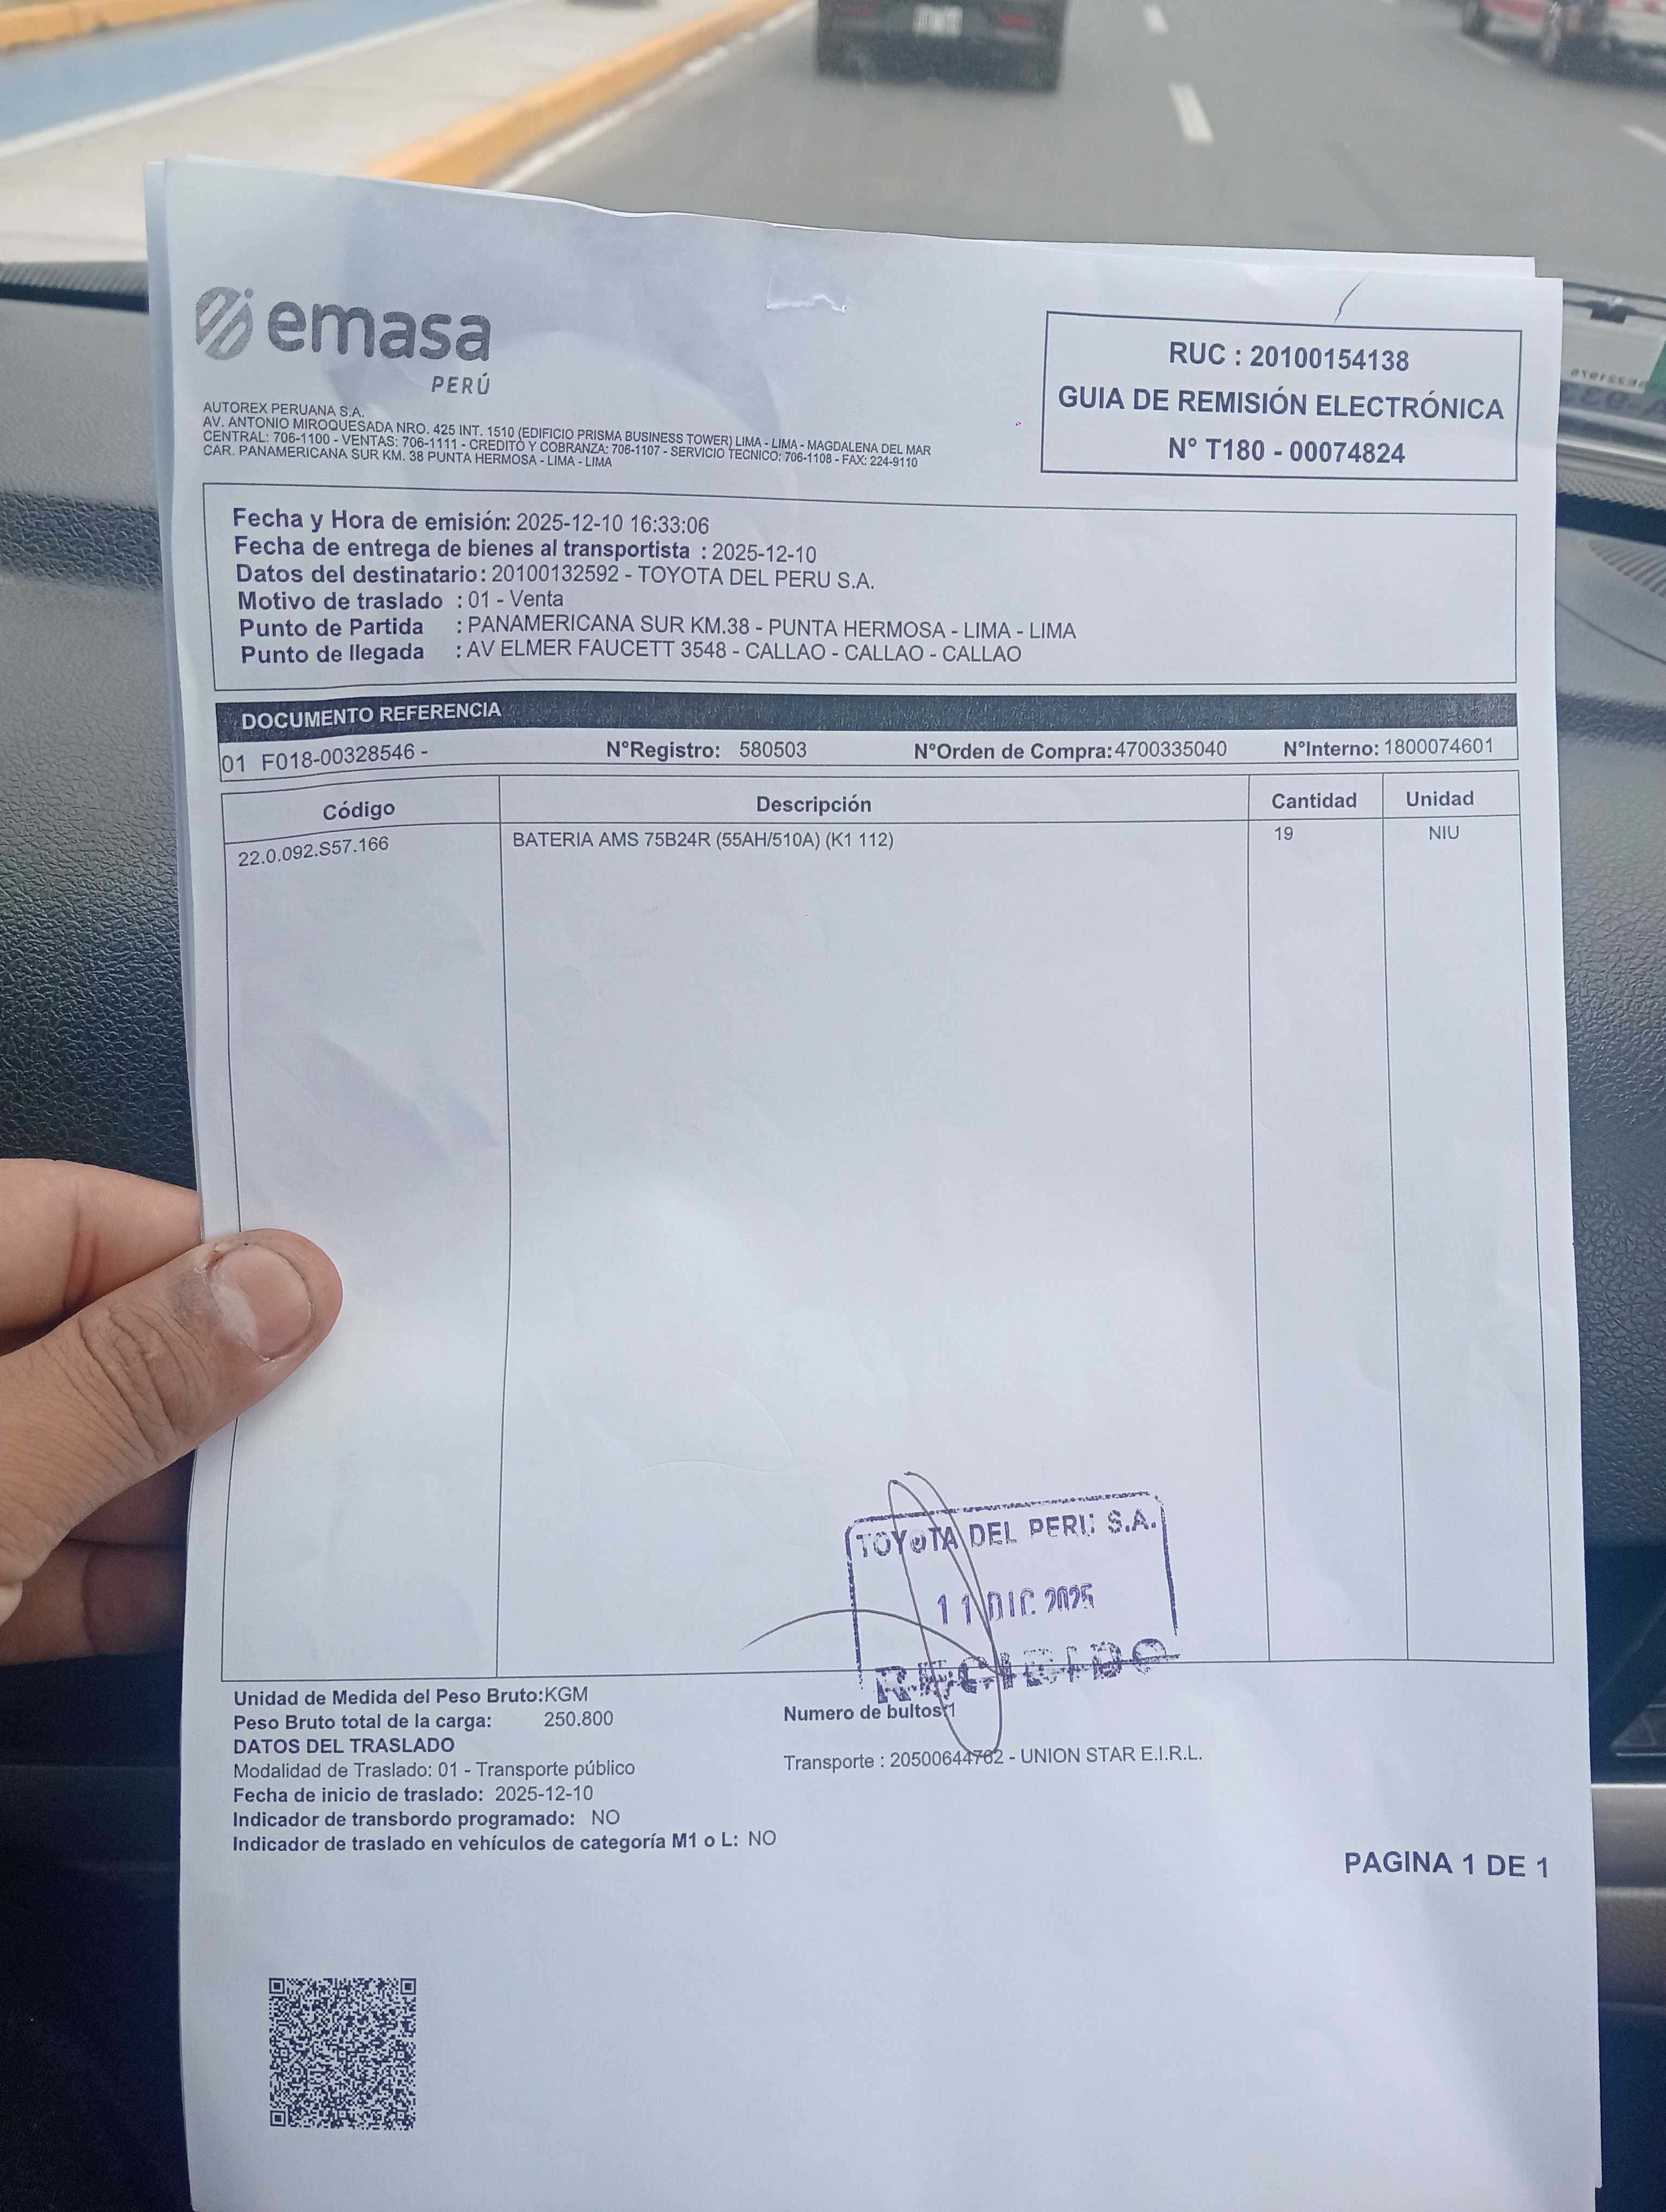 emasa
PERÚ
AUTOREX PERUANA S.A.
AV. ANTONIO MIROQUESADA NRO. 425 INT. 1510 (EDIFICIO PRISMA BUSINESS TOWER) LIMA - LIMA - MAGDALENA DEL MAR
CENTRAL: 706-1100 - VENTAS: 706-1111 - CREDITO Y COBRANZA: 706-1107 - SERVICIO TECNICO: 706-1108 - FAX: 224-9110
CAR. PANAMERICANA SUR KM. 38 PUNTA HERMOSA - LIMA - LIMA
RUC : 20100154138
GUIA DE REMISIÓN ELECTRÓNICA
N° T180 - 00074824
Fecha y Hora de emisión: 2025-12-10 16:33:06
Fecha de entrega de bienes al transportista : 2025-12-10
Datos del destinatario: 20100132592 - TOYOTA DEL PERU S.A.
Motivo de traslado : 01 - Venta
Punto de Partida : PANAMERICANA SUR KM.38 - PUNTA HERMOSA - LIMA - LIMA
Punto de llegada : AV ELMER FAUCETT 3548 - CALLAO - CALLAO - CALLAO
DOCUMENTO REFERENCIA
01 F018-00328546 - N°Registro: 580503 N°Orden de Compra:4700335040 N°Interno: 1800074601
Código Descripción Cantidad Unidad
22.0.092.S57.166 BATERIA AMS 75B24R (55AH/510A) (K1 112) 19 NIU
TOYOTA DEL PERU S.A.
11 DIC 2025
RECIBIDO
Unidad de Medida del Peso Bruto:KGM
Peso Bruto total de la carga: 250.800 Numero de bultos:1
DATOS DEL TRASLADO
Modalidad de Traslado: 01 - Transporte público Transporte : 20500644762 - UNION STAR E.I.R.L.
Fecha de inicio de traslado: 2025-12-10
Indicador de transbordo programado: NO
Indicador de traslado en vehículos de categoría M1 o L: NO
PAGINA 1 DE 1